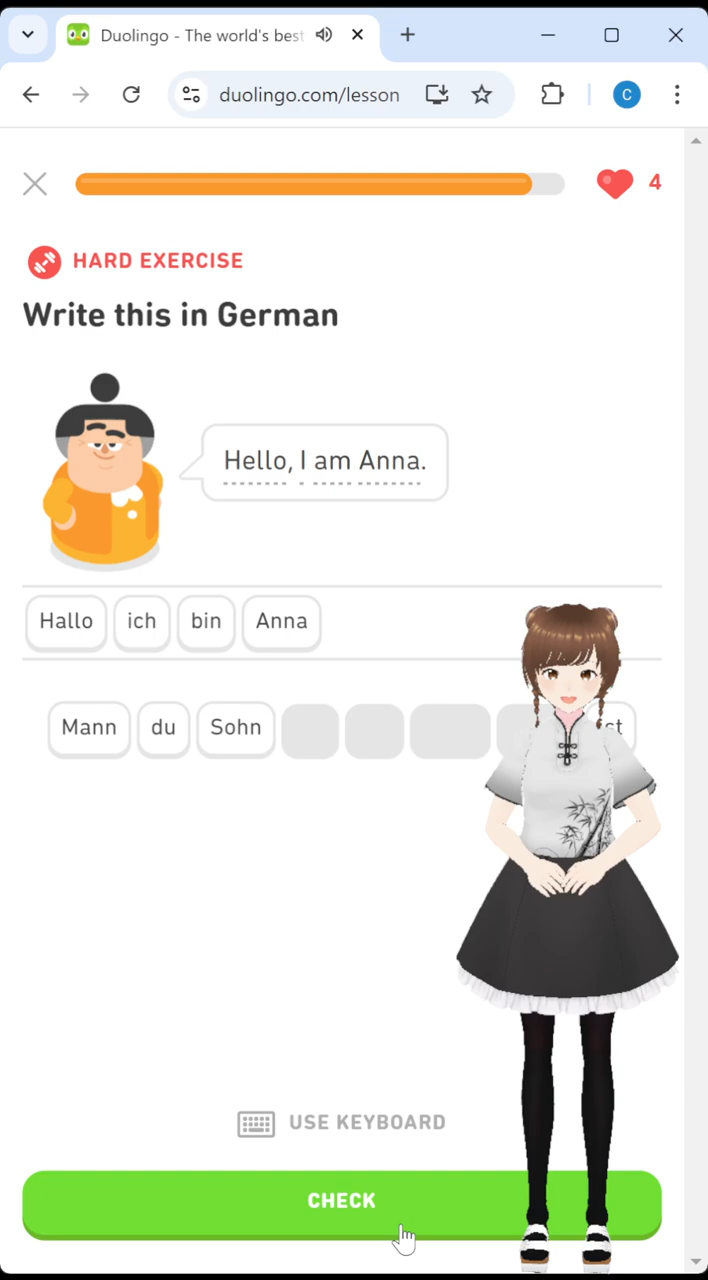 Duolingo - The world's best
duolingo.com/lesson
C
4
HARD EXERCISE
Write this in German
Hello, I am Anna.
Hallo ich bin Anna
Mann du Sohn
USE KEYBOARD
CHECK